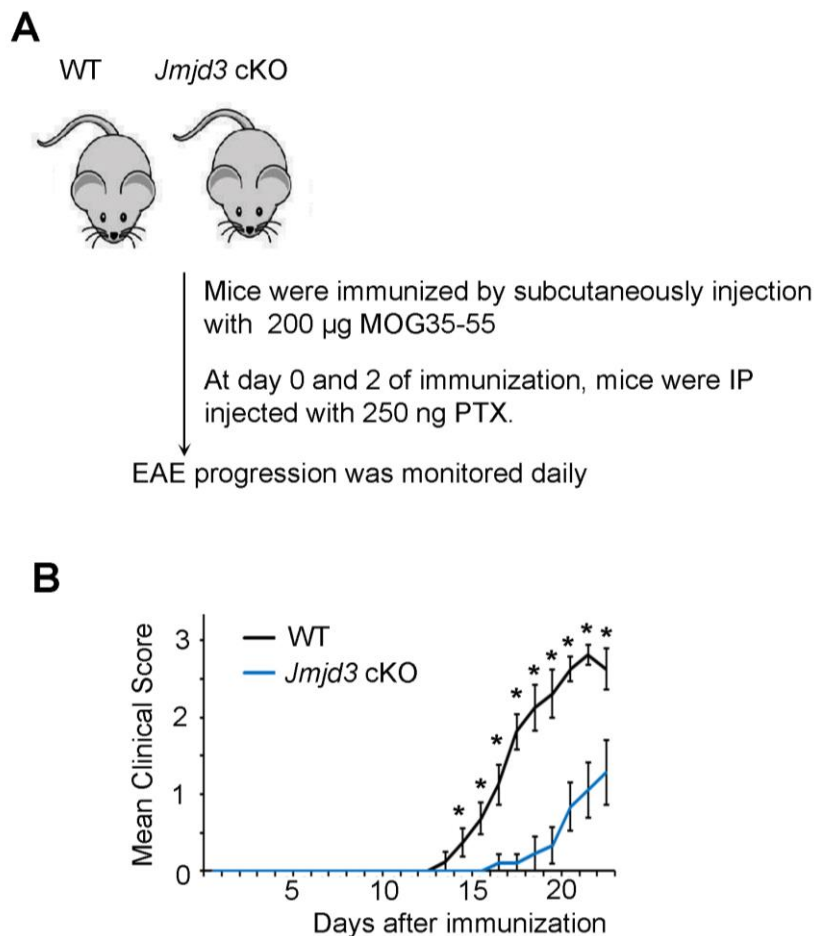 A
WT Jmjd3 cKO
Mice were immunized by subcutaneously injection
with 200 µg MOG35-55
At day 0 and 2 of immunization, mice were IP
injected with 250 ng PTX.
EAE progression was monitored daily
B
Mean Clinical Score
3
2
1
0
WT
Jmjd3 cKO
* * * * * * * * *
5 10 15 20
Days after immunization